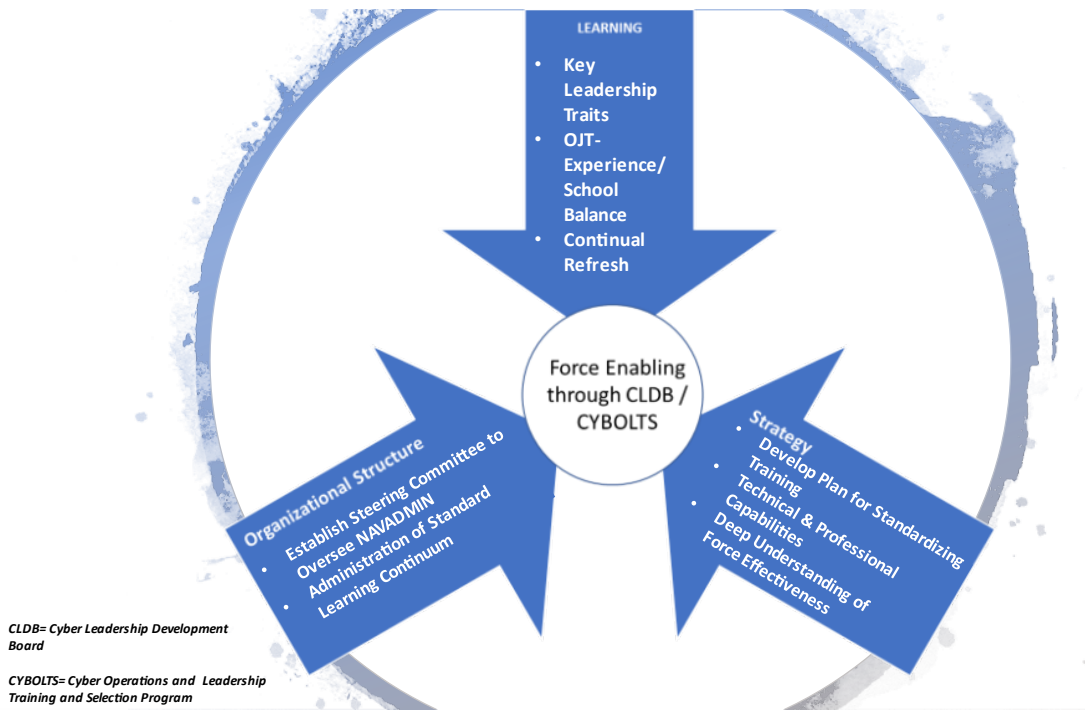 LEARNING
• Key
Leadership
Traits
• OJT-
Experience/
School
Balance
• Continual
Refresh
Force Enabling
through CLDB /
CYBOLTS
Organizational Structure
• Establish Steering Committee to
Oversee NAVADMIN
• Administration of Standard
Learning Continuum
Strategy
• Develop Plan for Standardizing
Training
• Technical & Professional
Capabilities
• Deep Understanding of
Force Effectiveness
CLDB= Cyber Leadership Development
Board
CYBOLTS= Cyber Operations and Leadership
Training and Selection Program